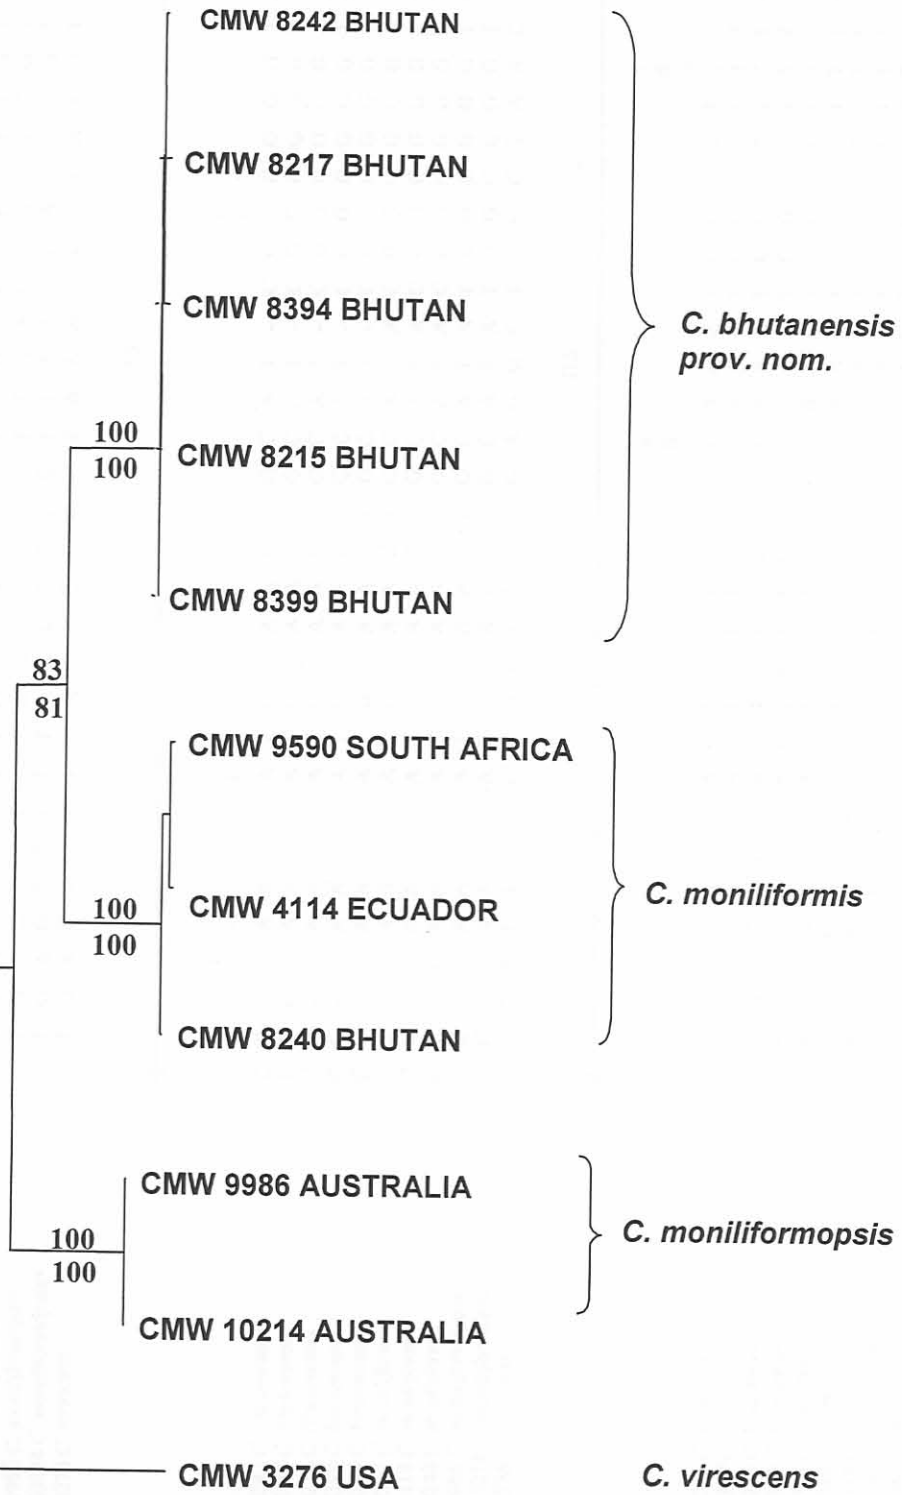 CMW 8242 BHUTAN
CMW 8217 BHUTAN
CMW 8394 BHUTAN
C. bhutanensis
prov. nom.
100
100
CMW 8215 BHUTAN
CMW 8399 BHUTAN
83
81
CMW 9590 SOUTH AFRICA
CMW 4114 ECUADOR
C. moniliformis
100
100
CMW 8240 BHUTAN
CMW 9986 AUSTRALIA
C. moniliformopsis
100
100
CMW 10214 AUSTRALIA
CMW 3276 USA
C. virescens